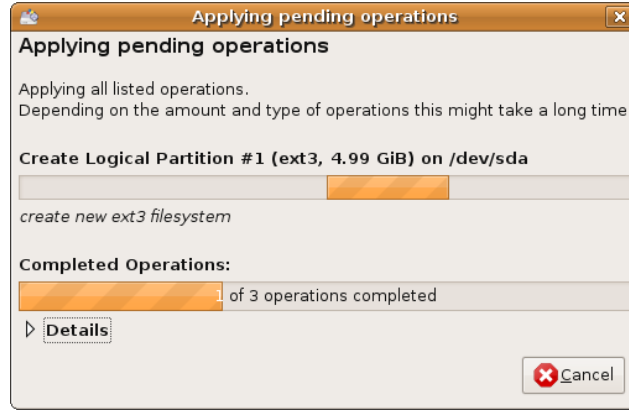 Applying pending operations
Applying pending operations
Applying all listed operations.
Depending on the amount and type of operations this might take a long time
Create Logical Partition #1 (ext3, 4.99 GiB) on /dev/sda
create new ext3 filesystem
Completed Operations:
1 of 3 operations completed
Details
Cancel